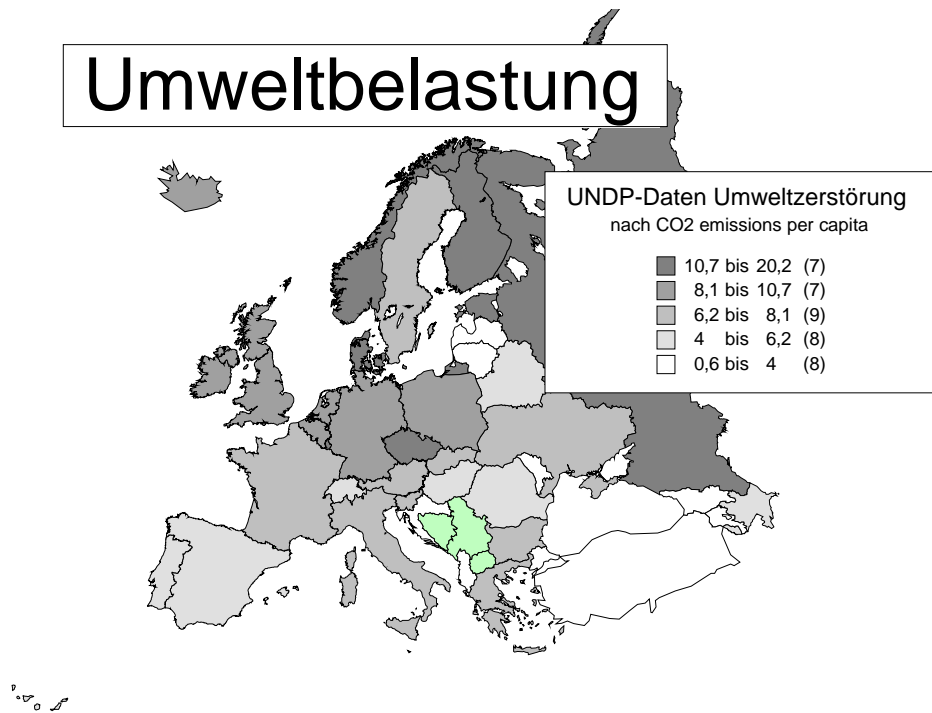 Umweltbelastung
UNDP-Daten Umweltzerstörung
nach CO2 emissions per capita
10,7 bis 20,2 (7)
8,1 bis 10,7 (7)
6,2 bis 8,1 (9)
4 bis 6,2 (8)
0,6 bis 4 (8)